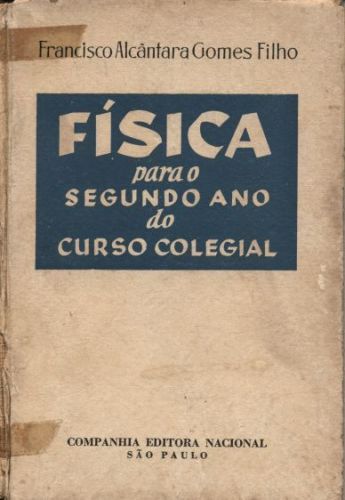 Francisco Alcântara Gomes Filho
FÍSICA
para o
SEGUNDO ANO
do
CURSO COLEGIAL
COMPANHIA EDITORA NACIONAL
SÃO PAULO